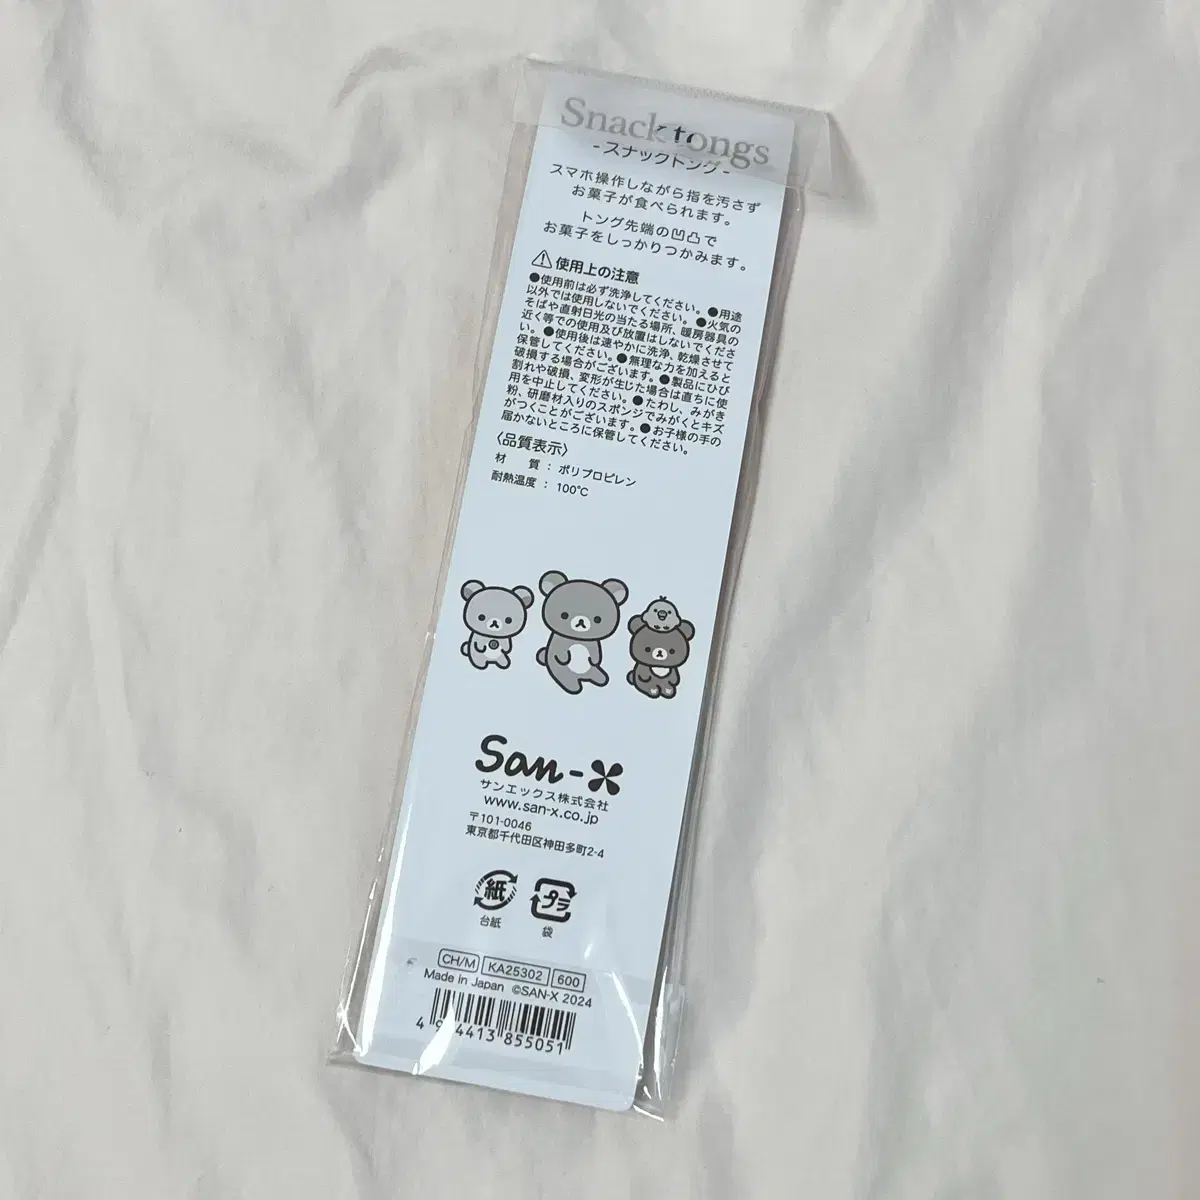 Snack tongs
-スナックトング-
スマホ操作しながら指を汚さず
お菓子が食べられます。
トング先端の凹凸で
お菓子をしっかりつかみます。
⚠使用上の注意
●使用前は必ず洗浄してください。●用途
以外では使用しないでください。●火気の
そばや直射日光の当たる場所、暖房器具の
近く等での使用及び放置はしないでくださ
い。●使用後は速やかに洗浄、乾燥させて
保管してください。●無理な力を加えると
破損する場合がございます。●製品にひび
割れや破損、変形が生じた場合は直ちに使
用を中止してください。●たわし、みがき
粉、研磨材入りのスポンジでみがくとキズ
がつくことがございます。●お子様の手の
届かないところに保管してください。
〈品質表示〉
材 質 : ポリプロピレン
耐熱温度 : 100℃
San-X
サンエックス株式会社
www.san-x.co.jp
〒101-0046
東京都千代田区神田多町2-4
紙 プラ
台紙 袋
CH/M KA25302 600
Made in Japan ©SAN-X 2024
4 974413 855051